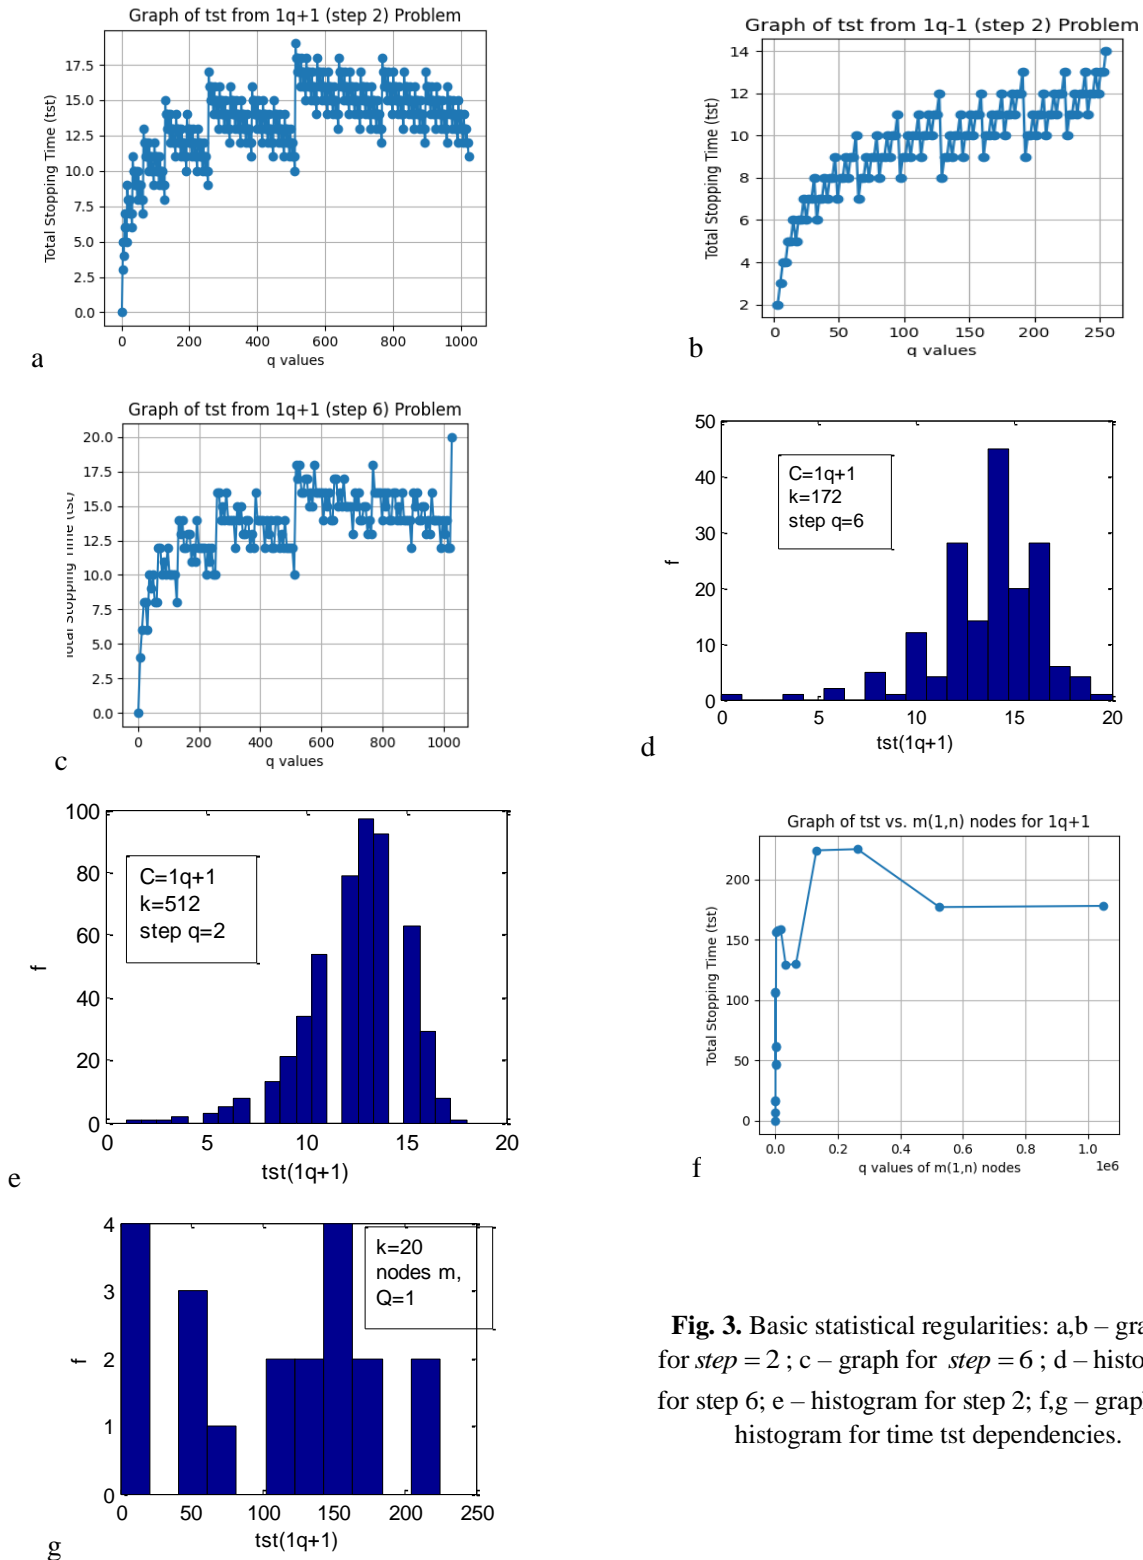 Graph of tst from 1q+1 (step 2) Problem
Total Stopping Time (tst)
17.5
15.0
12.5
10.0
7.5
5.0
2.5
0.0
0 200 400 600 800 1000
q values
a
Graph of tst from 1q-1 (step 2) Problem
Total Stopping Time (tst)
14
12
10
8
6
4
2
0 50 100 150 200 250
q values
b
Graph of tst from 1q+1 (step 6) Problem
Total Stopping Time (tst)
20.0
17.5
15.0
12.5
10.0
7.5
5.0
2.5
0.0
0 200 400 600 800 1000
q values
c
50
40
30
20
10
0
f
C=1q+1
k=172
step q=6
0 5 10 15 20
tst(1q+1)
d
100
80
60
40
20
0
f
C=1q+1
k=512
step q=2
0 5 10 15 20
tst(1q+1)
e
Graph of tst vs. m(1,n) nodes for 1q+1
Total Stopping Time (tst)
200
150
100
50
0
0.0 0.2 0.4 0.6 0.8 1.0
1e6
q values of m(1,n) nodes
f
4
3
2
1
0
f
k=20
nodes m,
Q=1
0 50 100 150 200 250
tst(1q+1)
g
Fig. 3. Basic statistical regularities: a,b – gra
for step = 2 ; c – graph for step = 6 ; d – histo
for step 6; e – histogram for step 2; f,g – graph
histogram for time tst dependencies.